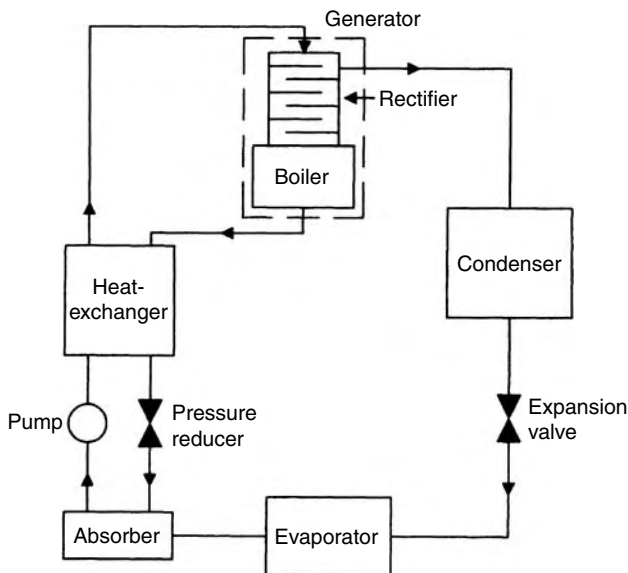 Generator
Rectifier
Boiler
Condenser
Heat-
exchanger
Pump
Pressure
reducer
Expansion
valve
Absorber
Evaporator